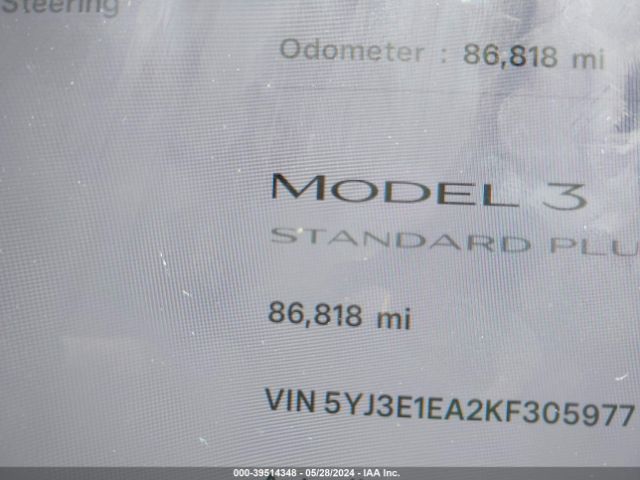 Steering
Odometer : 86,818 mi
MODEL 3
STANDARD PLU
86,818 mi
VIN 5YJ3E1EA2KF305977
000-39514348 - 05/28/2024 - IAA Inc.